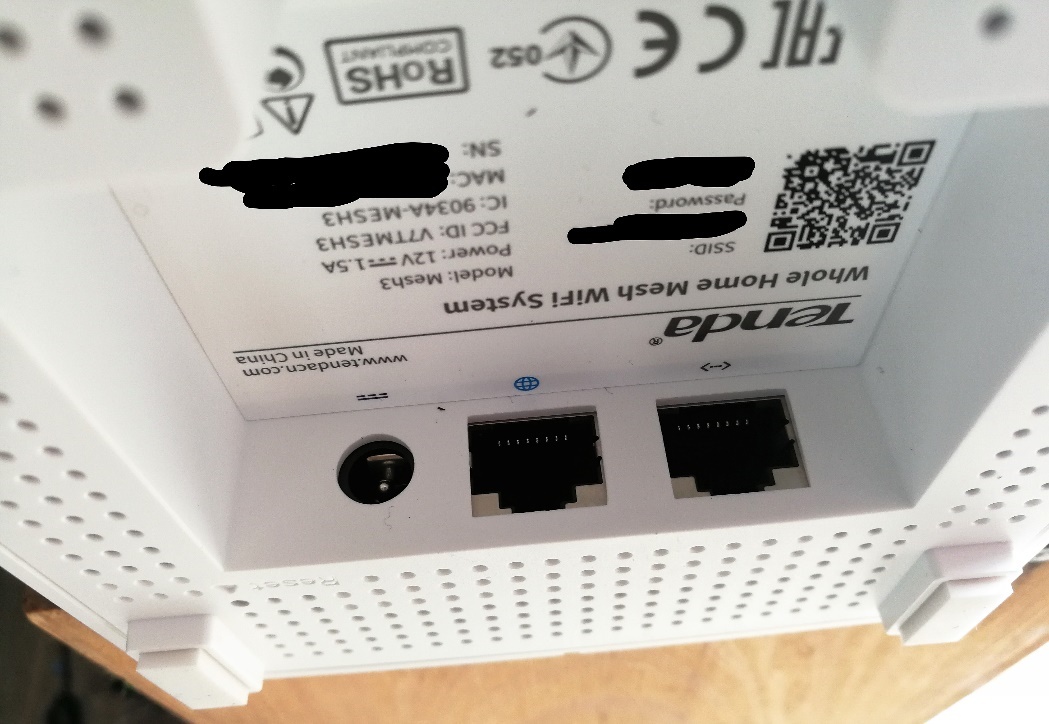 Tenda®
Whole Home Mesh WiFi System
SSID:
Password:
www.tendacn.com
Made in China
Model: Mesh3
Power: 12V⎓1.5A
FCC ID: V7TMESH3
IC: 9034A-MESH3
MAC:
SN:
EAC
CE
052
RoHS
COMPLIANT
Reset